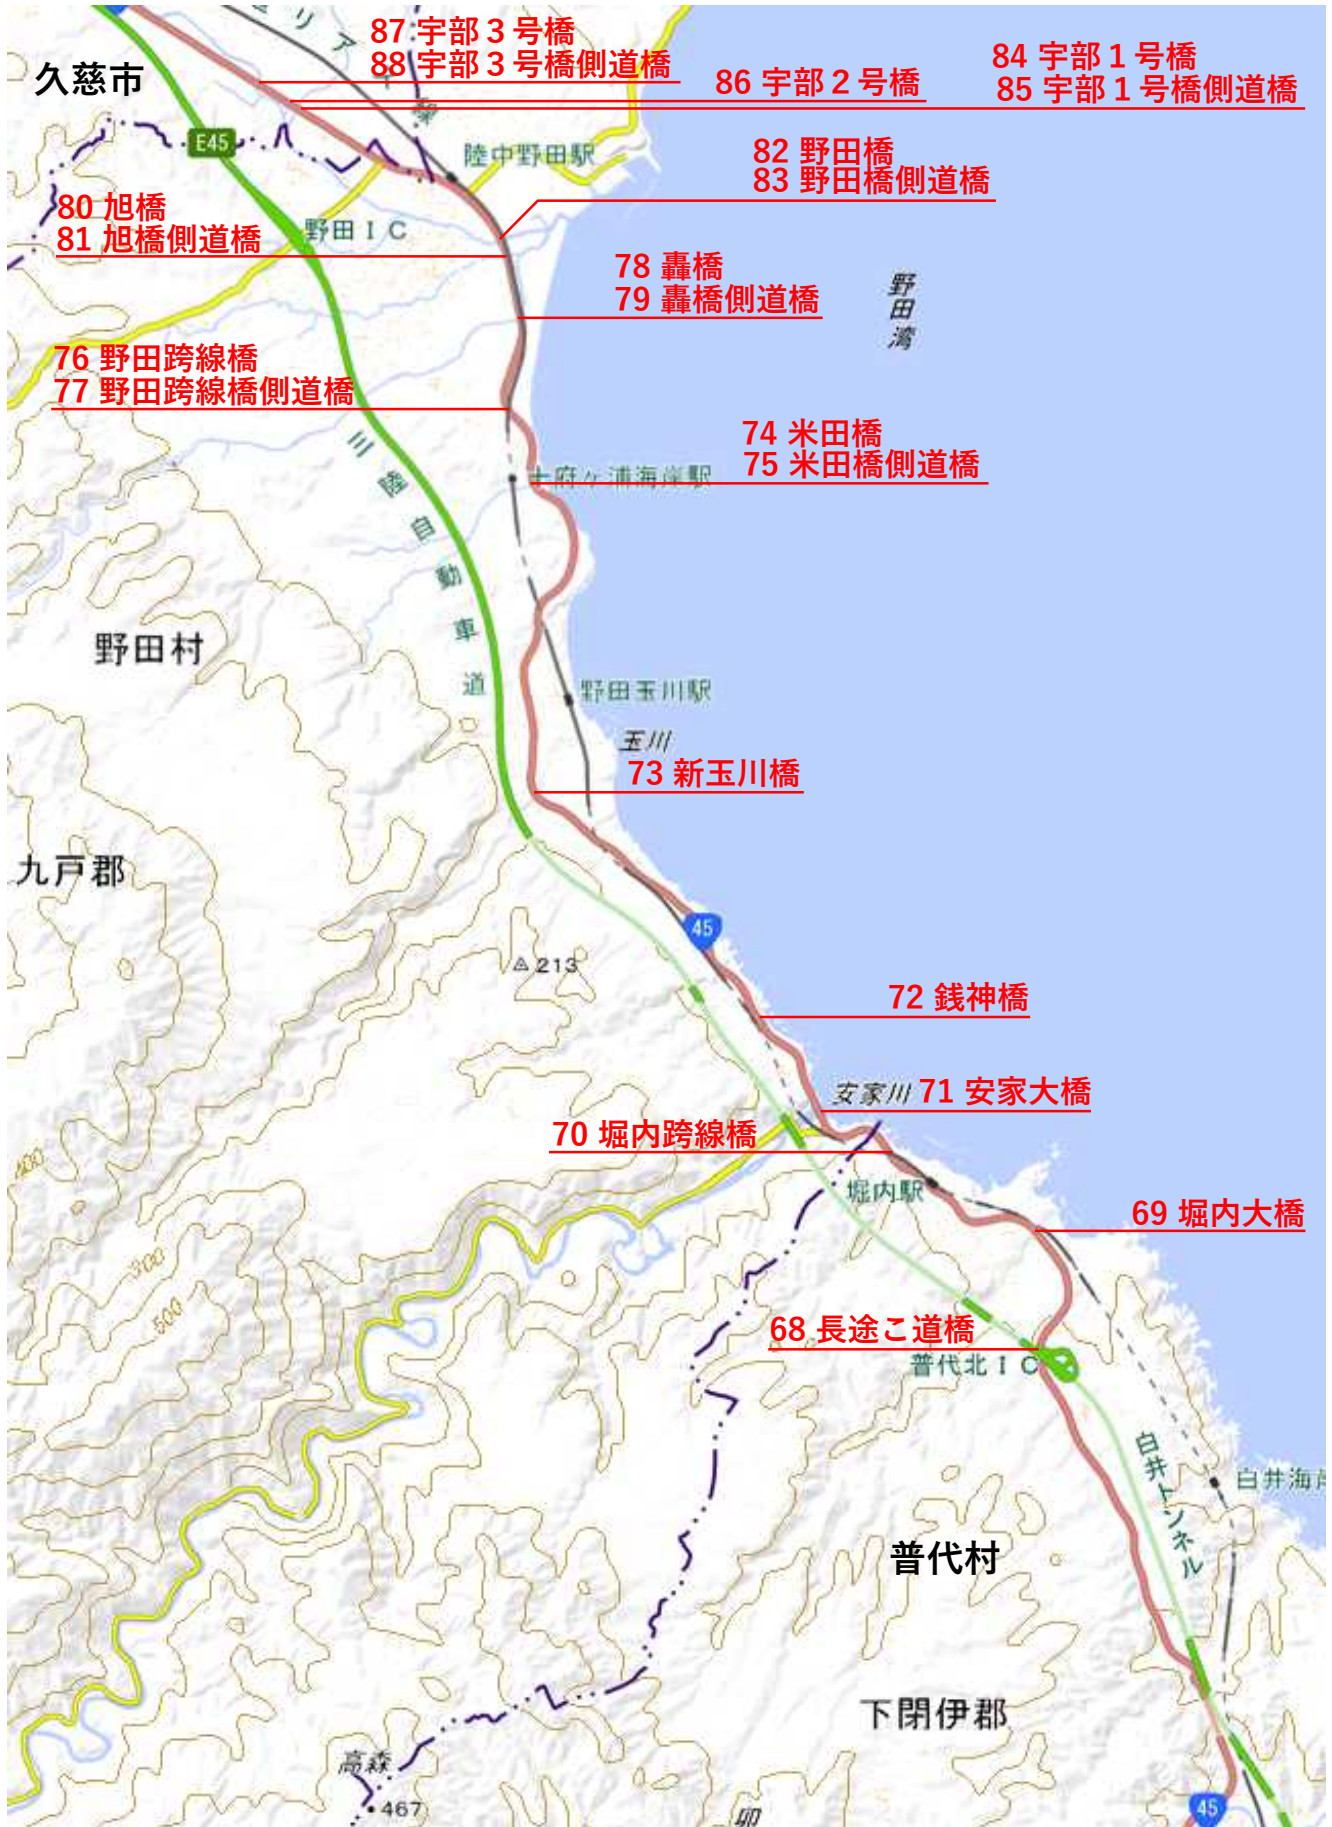 リア
線
87 宇部３号橋
88 宇部３号橋側道橋
84 宇部１号橋
85 宇部１号橋側道橋
86 宇部２号橋
久慈市
E45
陸中野田駅
82 野田橋
83 野田橋側道橋
80 旭橋
81 旭橋側道橋
野田ＩＣ
78 轟橋
79 轟橋側道橋
野田湾
76 野田跨線橋
77 野田跨線橋側道橋
74 米田橋
75 米田橋側道橋
十府ヶ浦海岸駅
三陸自動車道
野田村
野田玉川駅
玉川
73 新玉川橋
九戸郡
45
213
72 銭神橋
安家川
71 安家大橋
70 堀内跨線橋
400
堀内駅
69 堀内大橋
300
500
68 長途こ道橋
普代北ＩＣ
白井トンネル
白井海岸
普代村
下閉伊郡
高森
467
45